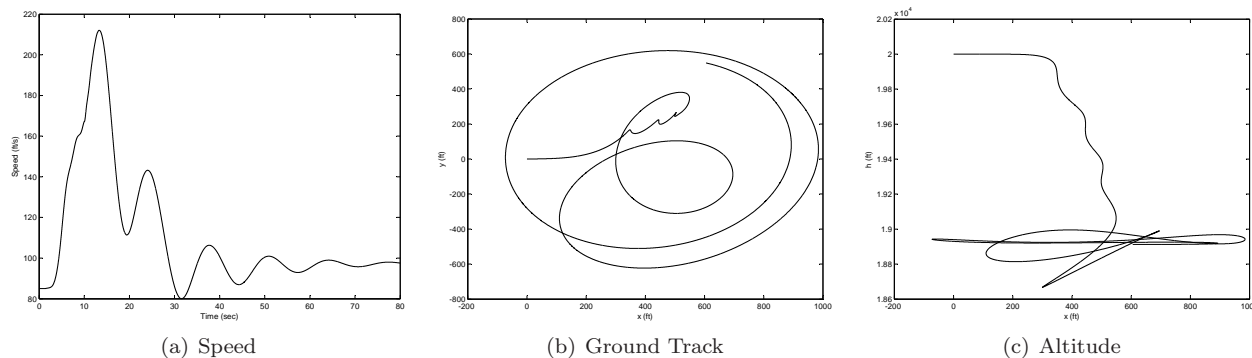 220
200
180
160
140
120
100
80
0 10 20 30 40 50 60 70 80
Speed (ft/s)
Time (sec)
(a) Speed
800
600
400
200
0
-200
-400
-600
-800
-200 0 200 400 600 800 1000
y (ft)
x (ft)
(b) Ground Track
x 10⁴
2.02
2
1.98
1.96
1.94
1.92
1.9
1.88
1.86
-200 0 200 400 600 800 1000
h (ft)
x (ft)
(c) Altitude